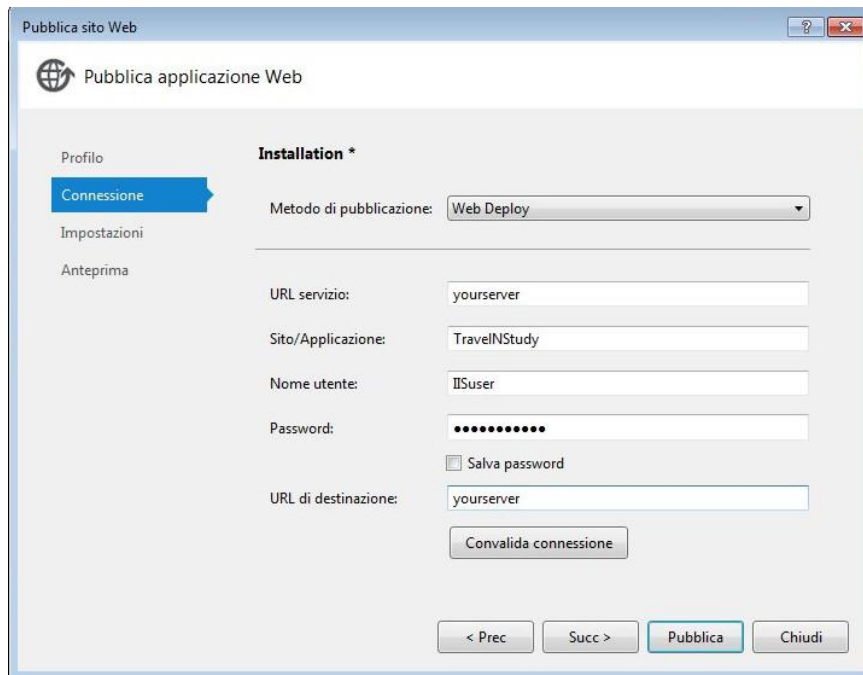 Pubblica sito Web
?
Pubblica applicazione Web
Profilo
Connessione
Impostazioni
Anteprima
Installation *
Metodo di pubblicazione: Web Deploy
URL servizio: yourserver
Sito/Applicazione: TravelNStudy
Nome utente: IISuser
Password: ●●●●●●●●●●●
Salva password
URL di destinazione: yourserver
Convalida connessione
< Prec Succ > Pubblica Chiudi